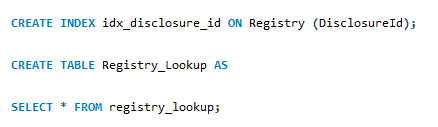 CREATE INDEX idx_disclosure_id ON Registry (DisclosureId);
CREATE TABLE Registry_Lookup AS
SELECT * FROM registry_lookup;